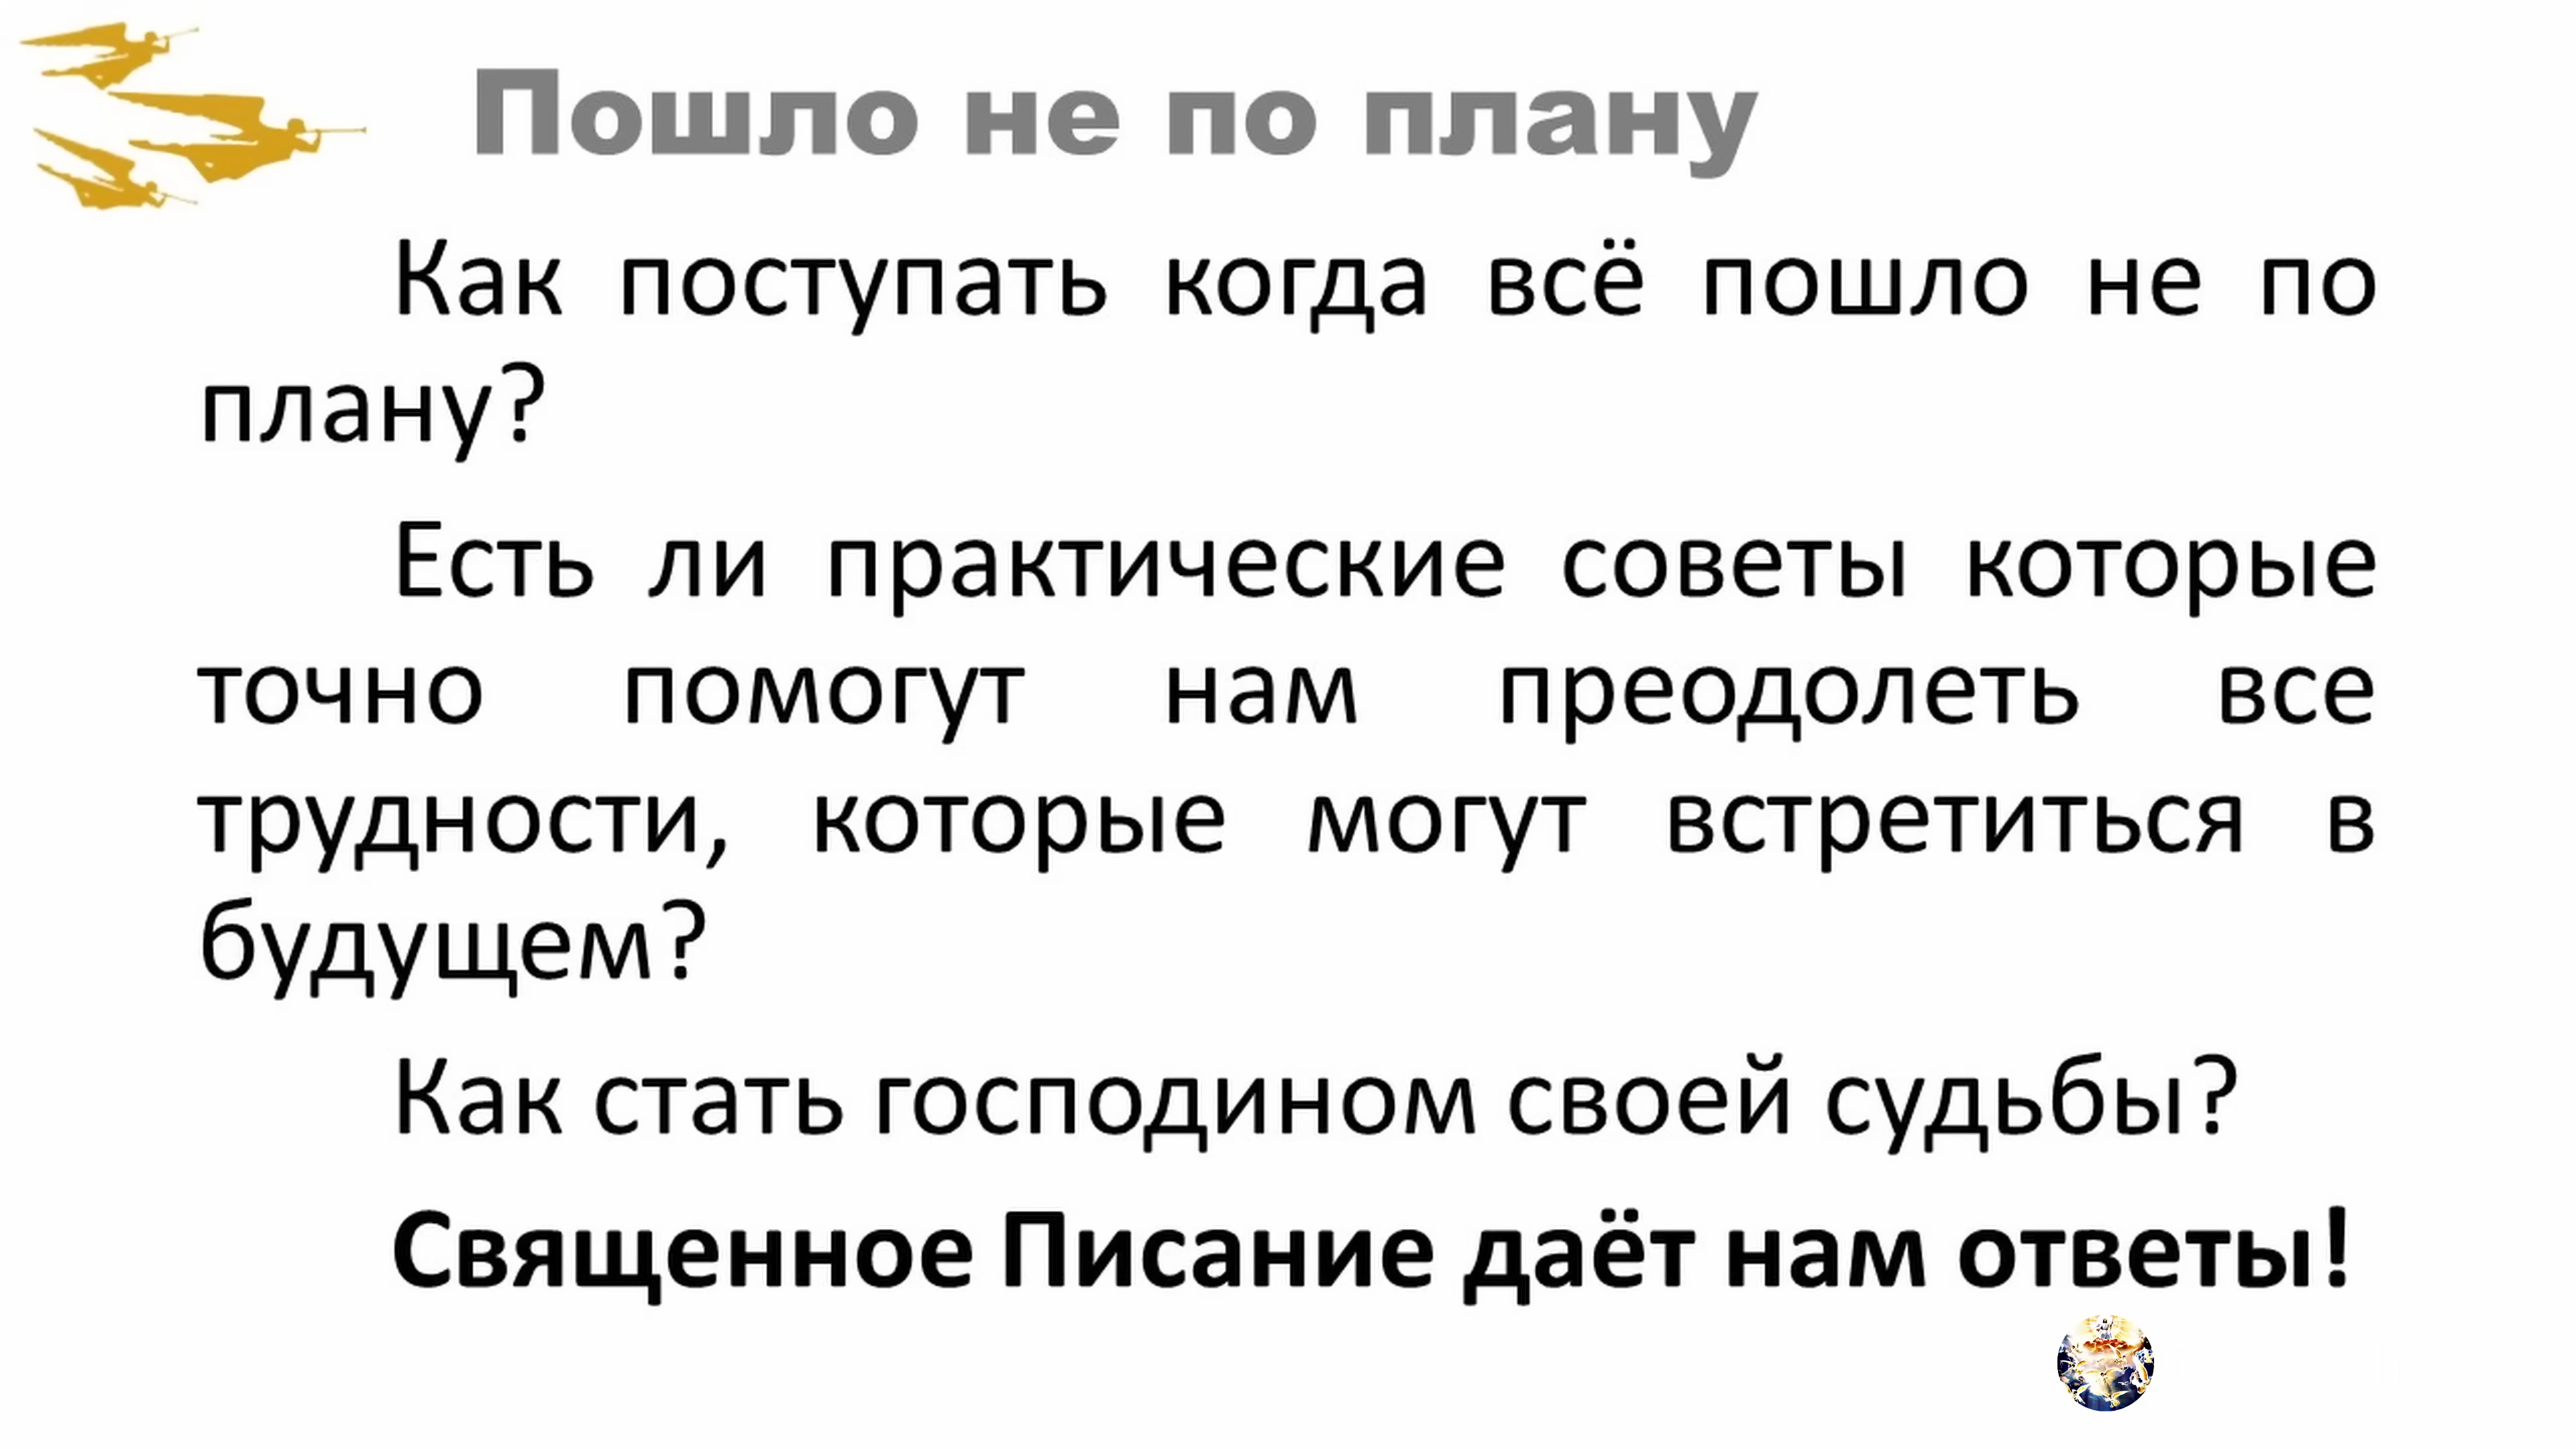 Пошло не по плану
Как поступать когда всё пошло не по
плану?
Есть ли практические советы которые
точно помогут нам преодолеть все
трудности, которые могут встретиться в
будущем?
Как стать господином своей судьбы?
Священное Писание даёт нам ответы!